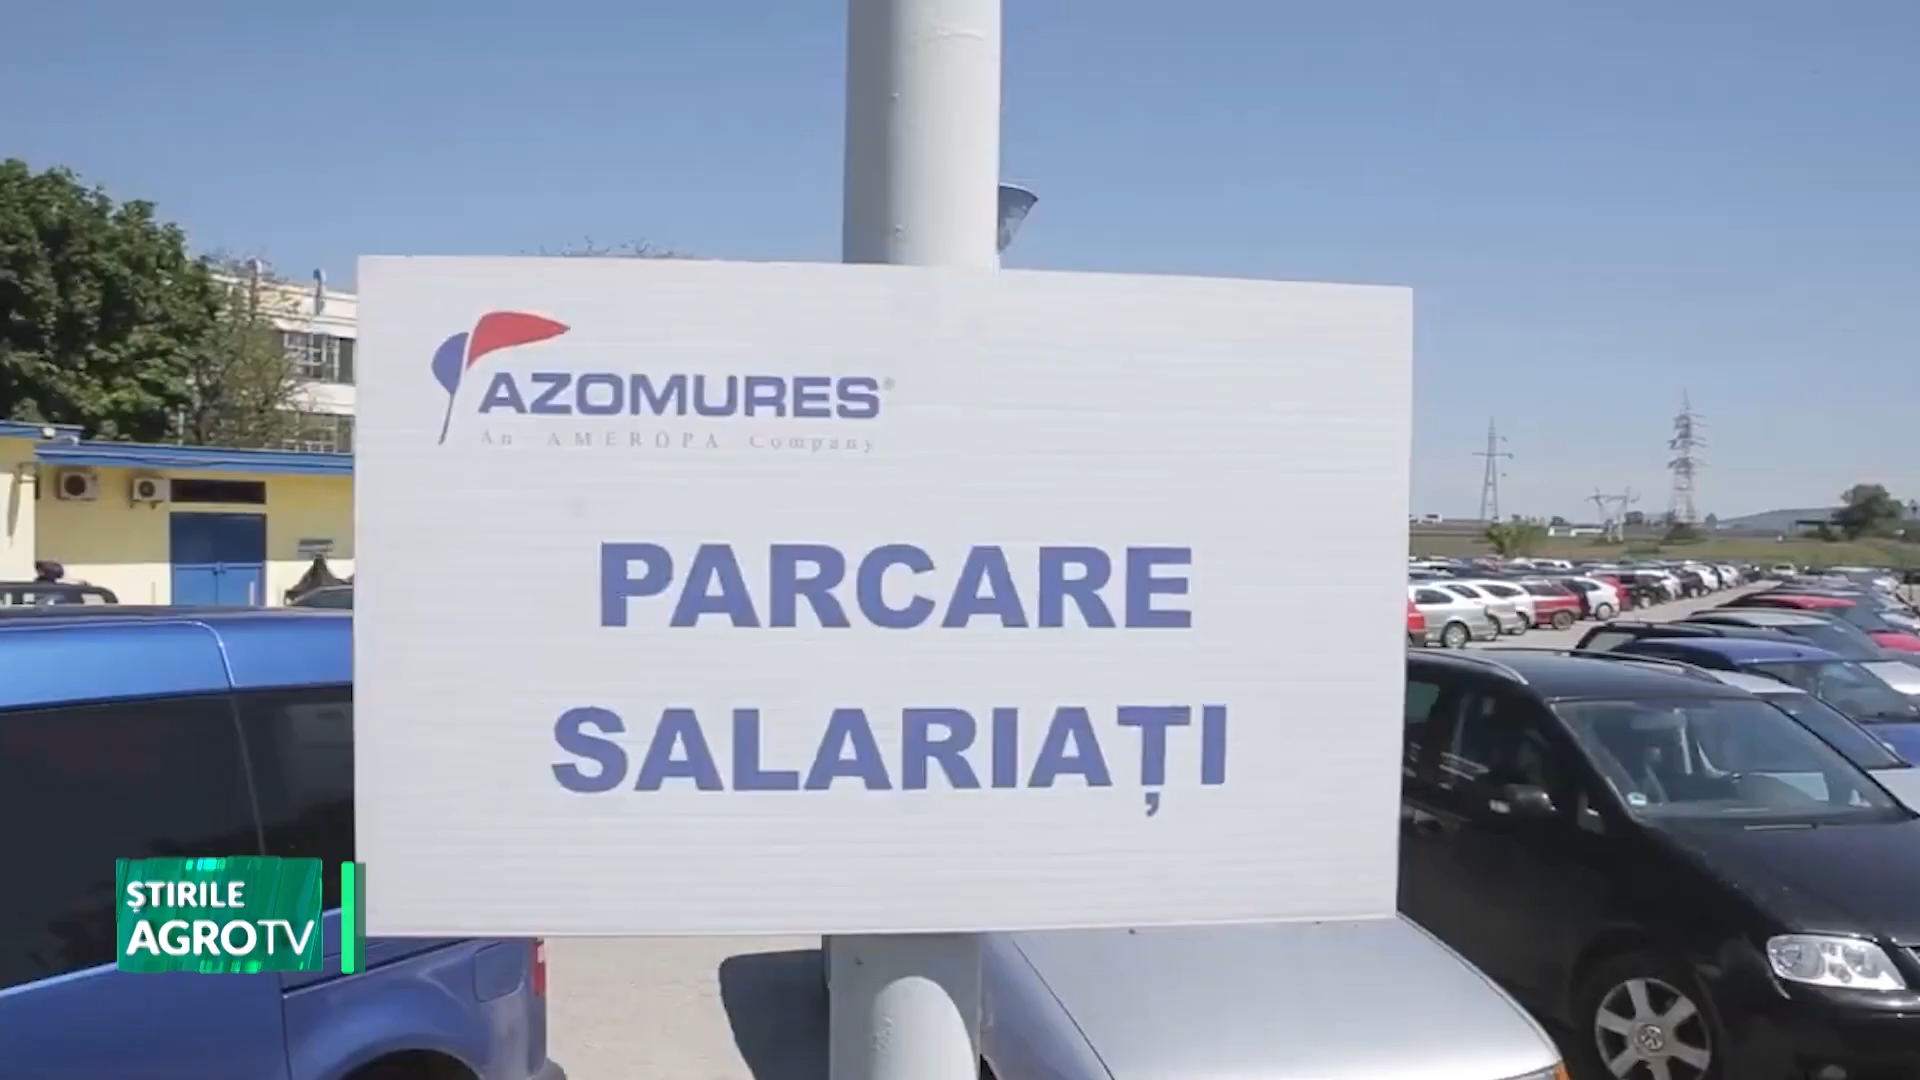 AZOMURES®
An AMEROPA Company
PARCARE
SALARIAȚI
ȘTIRILE
AGROTV